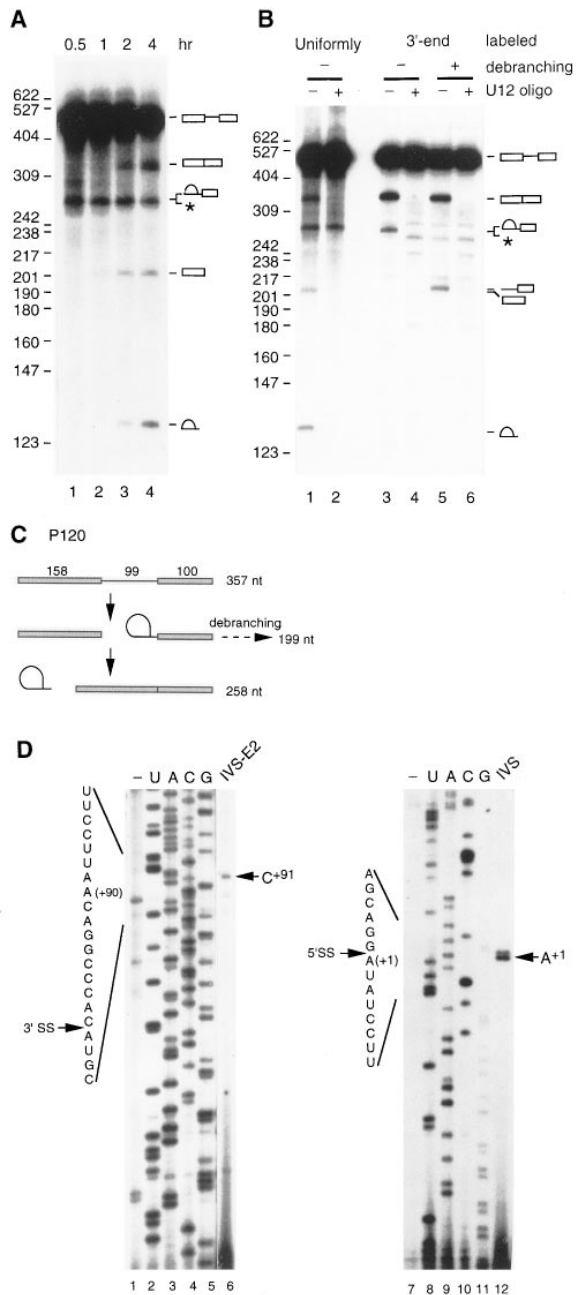 A
0.5 1 2 4 hr
622
527
404
309
242
238
217
201
190
180
147
123
*
1 2 3 4
B
Uniformly 3'-end labeled
− + debranching
− + − + − + U12 oligo
622
527
404
309
242
238
217
201
190
180
160
147
123
*
1 2 3 4 5 6
C P120
158 99 100
357 nt
debranching
199 nt
258 nt
D
− U A C G IVS-E2
U
U
C
C
U
U
A
A (+90)
C
A
G
G
C
C
C
A
C
A
U
G
C
3' SS
C+91
1 2 3 4 5 6
− U A C G IVS
A
G
C
A
G
G
A (+1)
U
A
U
C
C
U
U
5'SS
A+1
7 8 9 10 11 12